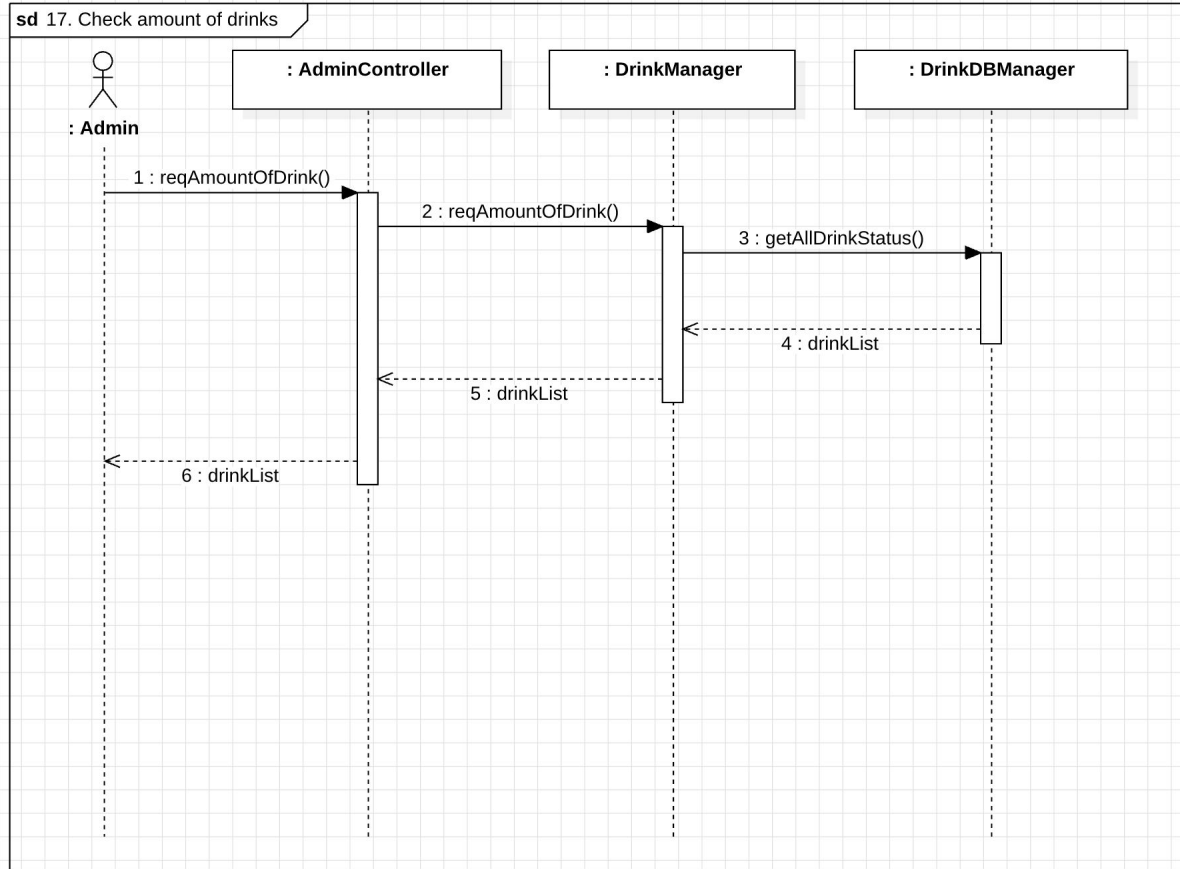 sd 17. Check amount of drinks
: Admin
: AdminController
: DrinkManager
: DrinkDBManager
1 : reqAmountOfDrink()
2 : reqAmountOfDrink()
3 : getAllDrinkStatus()
4 : drinkList
5 : drinkList
6 : drinkList